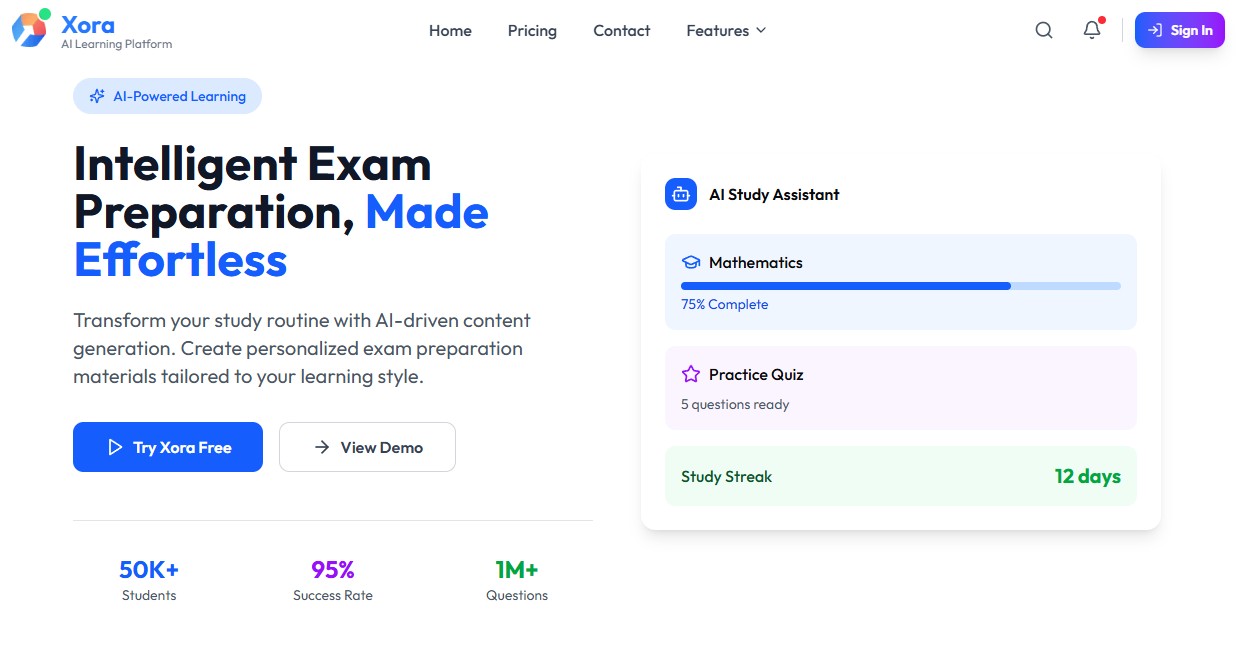 Xora
AI Learning Platform
Home
Pricing
Contact
Features
Sign In
AI-Powered Learning
Intelligent Exam
Preparation, Made
Effortless
Transform your study routine with AI-driven content
generation. Create personalized exam preparation
materials tailored to your learning style.
Try Xora Free
View Demo
50K+
Students
95%
Success Rate
1M+
Questions
AI Study Assistant
Mathematics
75% Complete
Practice Quiz
5 questions ready
Study Streak
12 days